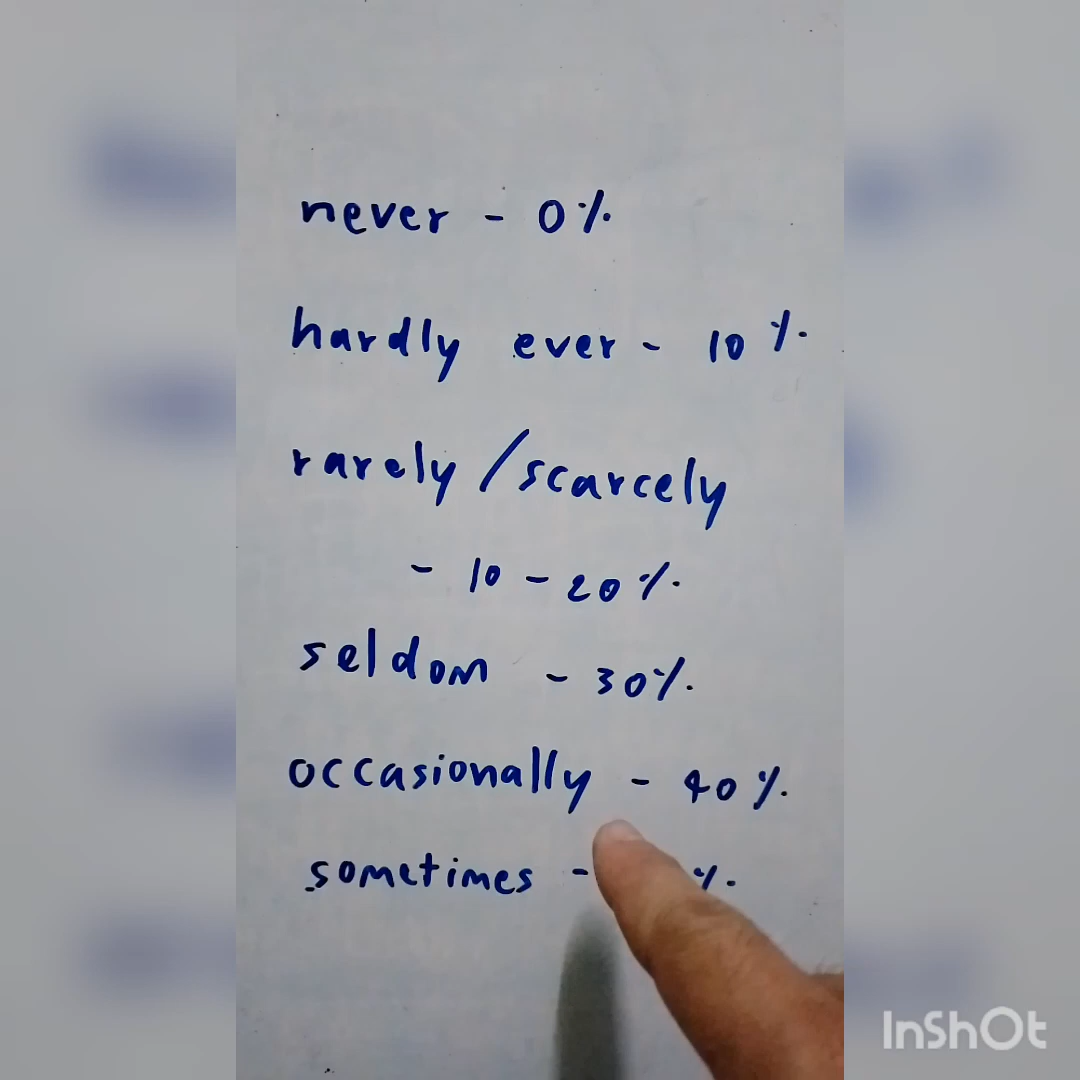 never - 0%
hardly ever - 10%
rarely/scarcely
- 10 - 20%
seldom - 30%
occasionally - 40%
sometimes - %
InShOt